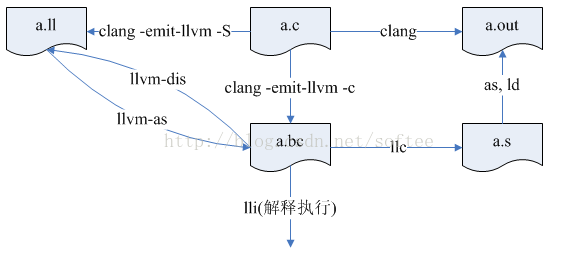 a.ll
clang -emit-llvm -S
a.c
clang
a.out
llvm-dis
clang -emit-llvm -c
as, ld
llvm-as
http://blog.csdn.net/softee
a.bc
llc
a.s
lli(解释执行)